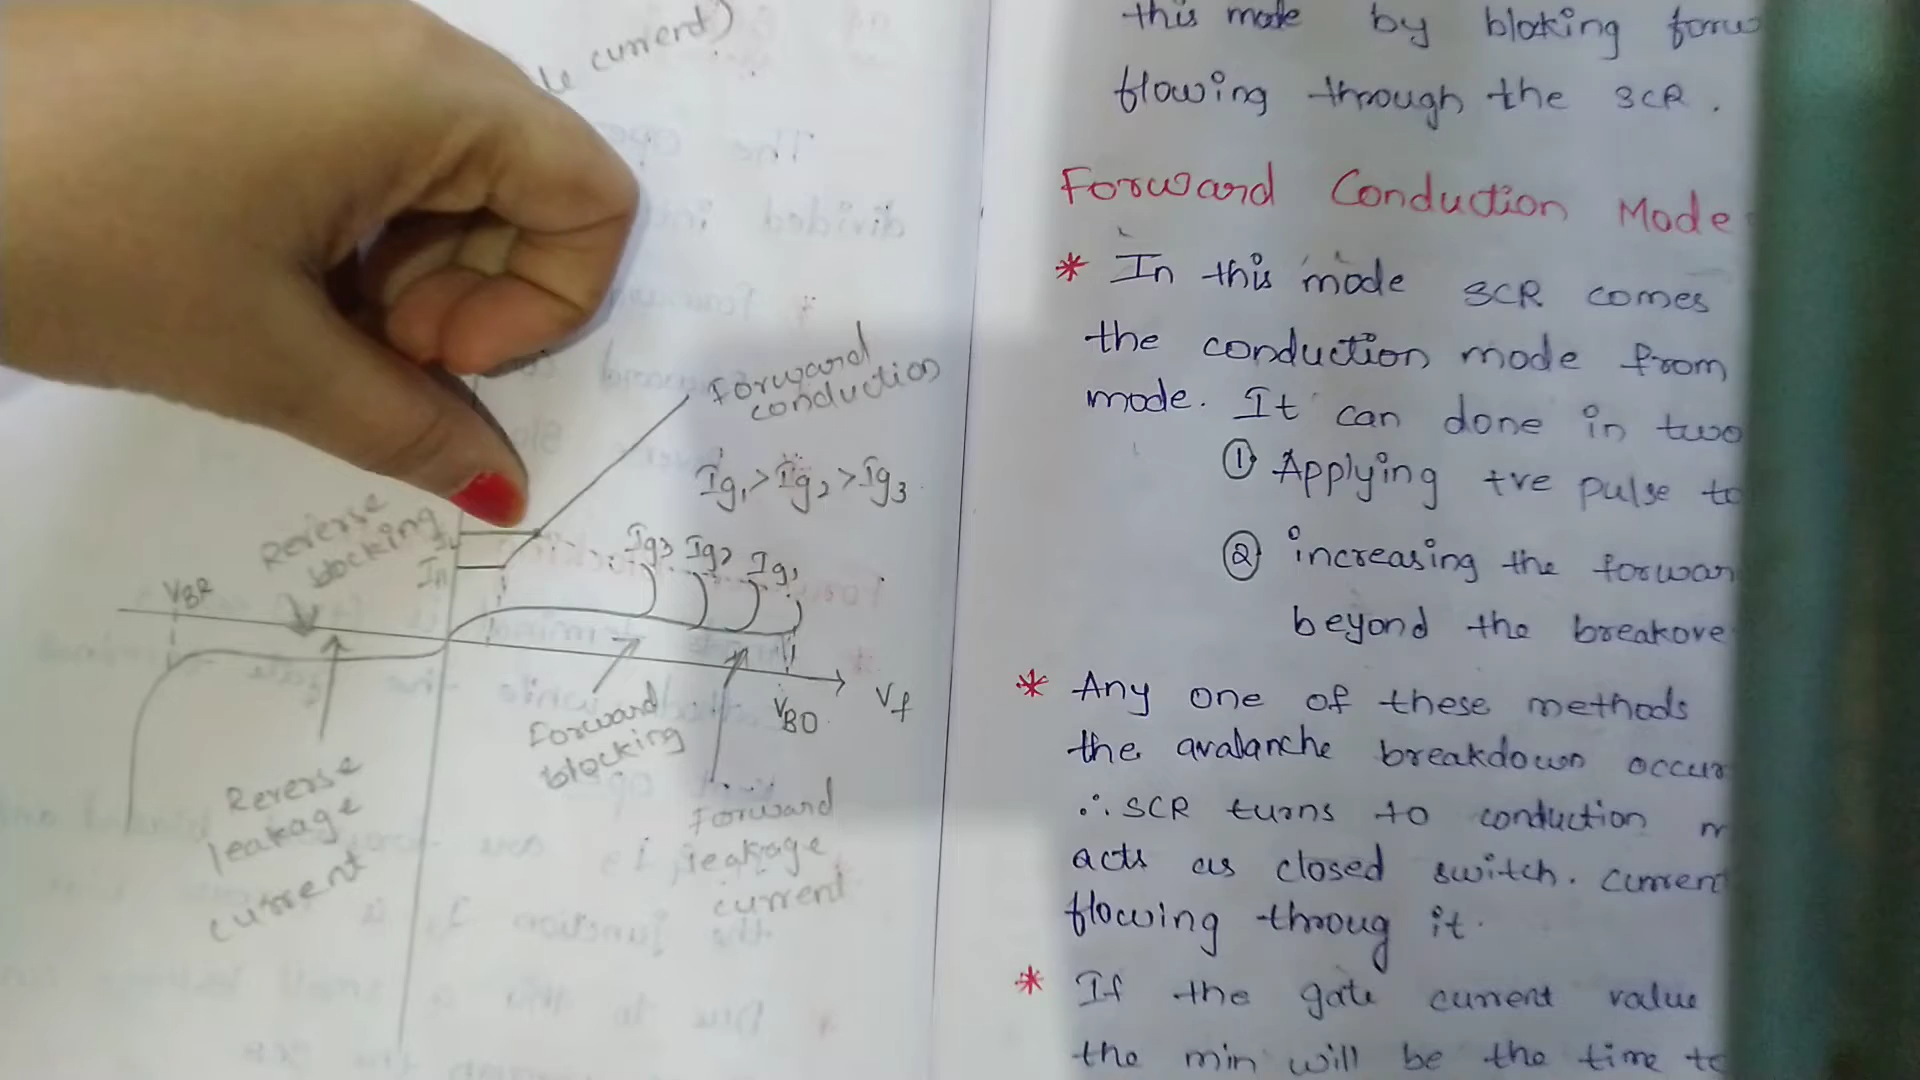 current)
Forward
conduction
Ig1 > Ig2 > Ig3
Reverse
blocking
Ig3 Ig2 Ig1
VBR
Forward
blocking
VBO
Vf
Reverse
leakage
current
Forward
leakage
current
this mode by bloking
flowing through the SCR.
Forward Conduction Mode
* In this mode SCR comes
the conduction mode from
mode. It can done in two
① Applying +ve pulse to
② increasing the forwar
beyond the breakove
* Any one of these methods
the avalanche breakdown occur
∴ SCR turns to conduction m
acts as closed switch. curren
flowing throug it.
* If the gate current value
the min will be the time to